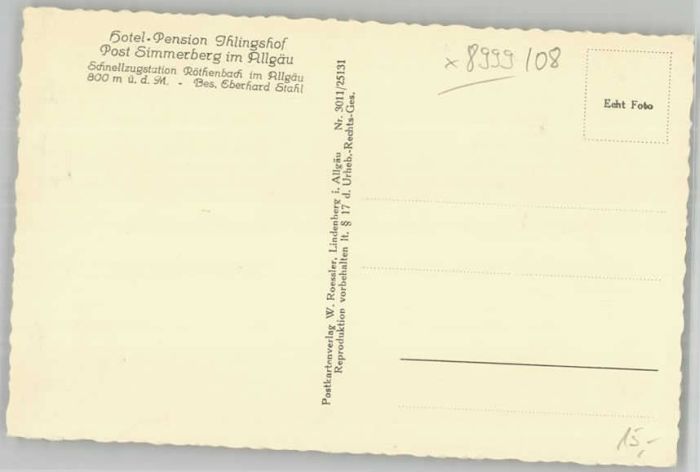 Hotel-Pension Ihlingshof
Post Simmerberg im Allgäu
Schnellzugstation Röthenbach im Allgäu
800 m ü. d. M. - Bes. Eberhard Stahl
Postkartenverlag W. Roessler, Lindenberg i. Allgäu Nr. 3011/25131
Reproduktion vorbehalten lt. § 17 d. Urheb.-Rechts-Ges.
x 8999/08
Echt Foto
15,-